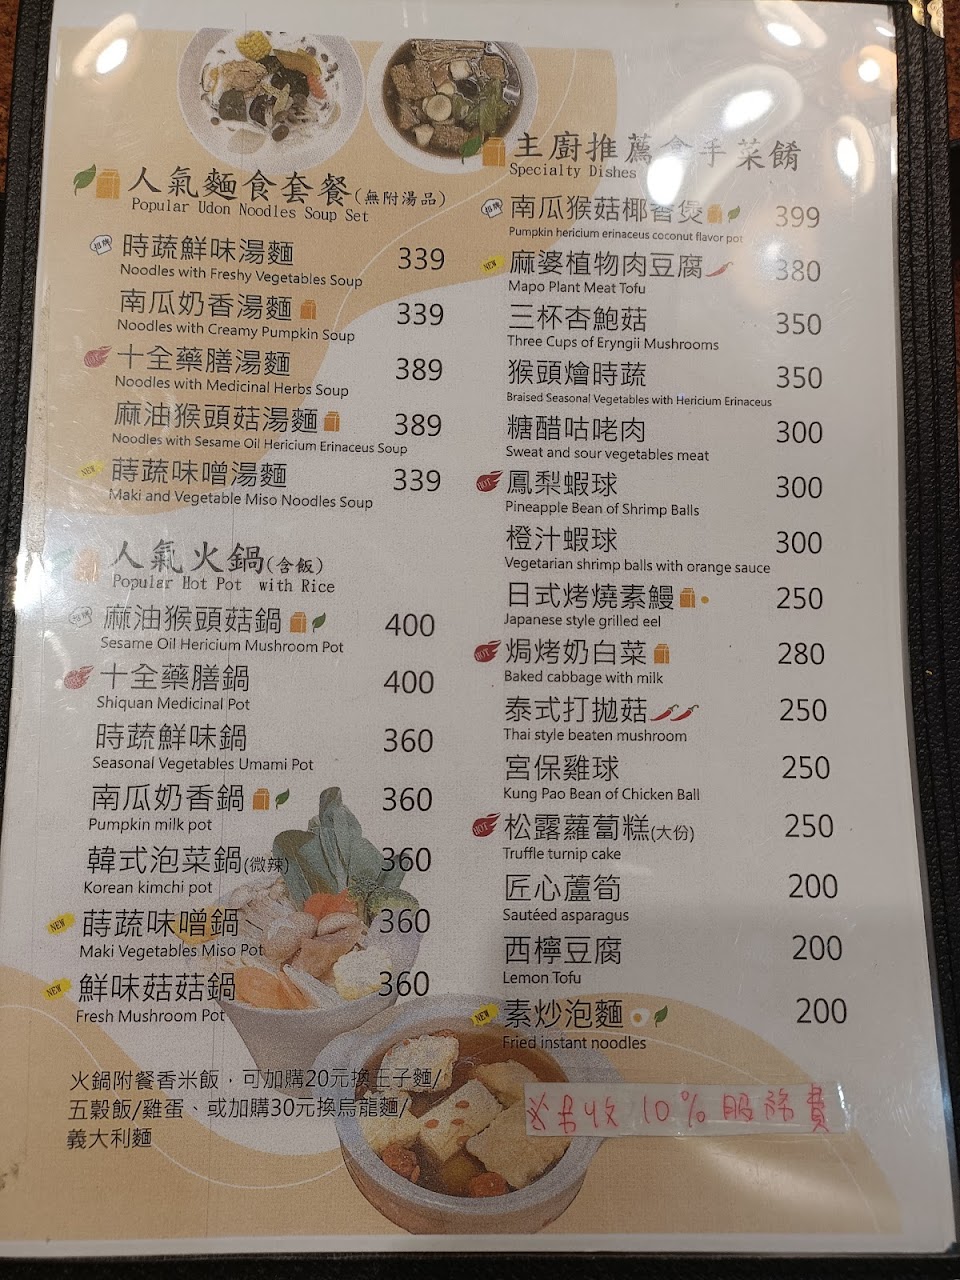 人氣麵食套餐(無附湯品)
Popular Udon Noodles Soup Set
招牌 時蔬鮮味湯麵 339
Noodles with Freshy Vegetables Soup
南瓜奶香湯麵 339
Noodles with Creamy Pumpkin Soup
十全藥膳湯麵 389
Noodles with Medicinal Herbs Soup
麻油猴頭菇湯麵 389
Noodles with Sesame Oil Hericium Erinaceus Soup
NEW 蒔蔬味噌湯麵 339
Maki and Vegetable Miso Noodles Soup
人氣火鍋(含飯)
Popular Hot Pot with Rice
招牌 麻油猴頭菇鍋 400
Sesame Oil Hericium Mushroom Pot
十全藥膳鍋 400
Shiquan Medicinal Pot
時蔬鮮味鍋 360
Seasonal Vegetables Umami Pot
南瓜奶香鍋 360
Pumpkin milk pot
韓式泡菜鍋(微辣) 360
Korean kimchi pot
NEW 蒔蔬味噌鍋 360
Maki Vegetables Miso Pot
NEW 鮮味菇菇鍋 360
Fresh Mushroom Pot
火鍋附餐香米飯，可加購20元換王子麵/
五穀飯/雞蛋、或加購30元換烏龍麵/
義大利麵
主廚推薦拿手菜餚
Specialty Dishes
招牌 南瓜猴菇椰香煲 399
Pumpkin hericium erinaceus coconut flavor pot
NEW 麻婆植物肉豆腐 380
Mapo Plant Meat Tofu
三杯杏鮑菇 350
Three Cups of Eryngii Mushrooms
猴頭燴時蔬 350
Braised Seasonal Vegetables with Hericium Erinaceus
糖醋咕咾肉 300
Sweat and sour vegetables meat
HOT 鳳梨蝦球 300
Pineapple Bean of Shrimp Balls
橙汁蝦球 300
Vegetarian shrimp balls with orange sauce
日式烤燒素鰻 250
Japanese style grilled eel
HOT 焗烤奶白菜 280
Baked cabbage with milk
泰式打拋菇 250
Thai style beaten mushroom
宮保雞球 250
Kung Pao Bean of Chicken Ball
HOT 松露蘿蔔糕(大份) 250
Truffle turnip cake
匠心蘆筍 200
Sautéed asparagus
西檸豆腐 200
Lemon Tofu
NEW 素炒泡麵 200
Fried instant noodles
※另收10%服務費